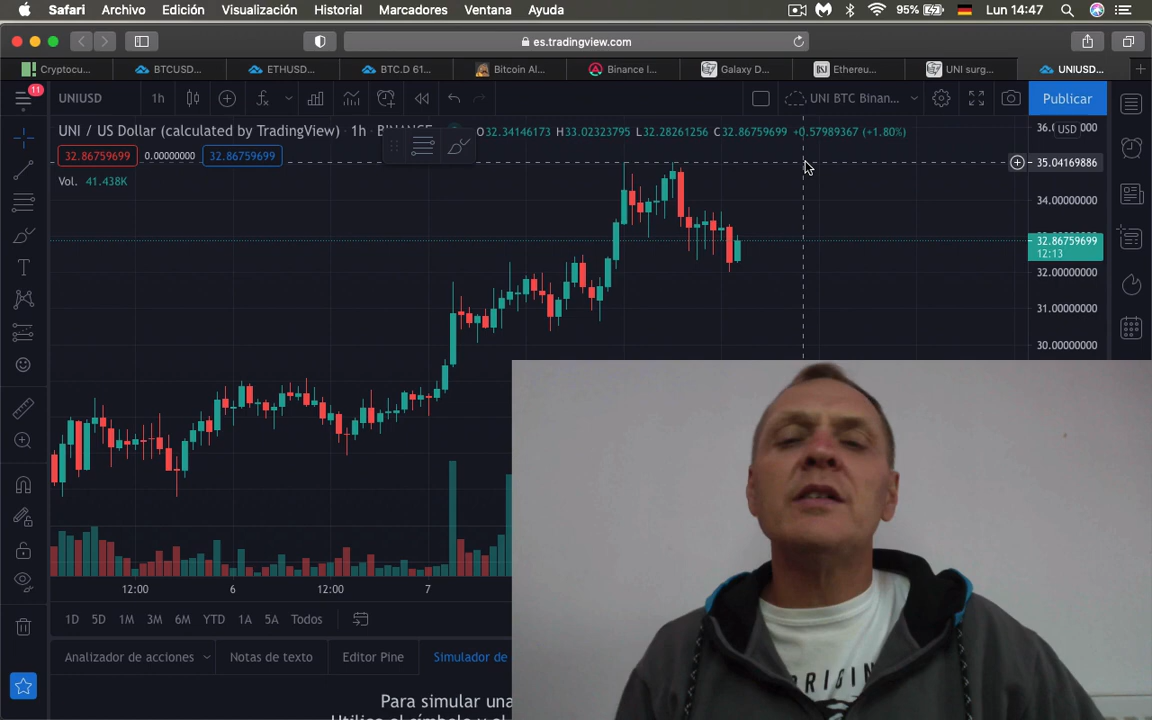 Safari Archivo Edición Visualización Historial Marcadores Ventana Ayuda 95% Lun 14:47
es.tradingview.com
Cryptocu... BTCUSD... ETHUSD... BTC.D 61... Bitcoin Al... Binance I... Galaxy D... BSJ Ethereu... UNI surg... UNIUSD...
11 UNIUSD 1h UNI BTC Binan... Publicar
UNI / US Dollar (calculated by TradingView) · 1h · BINANCE O32.34146173 H33.02323795 L32.28261256 C32.86759699 +0.57989367 (+1.80%)
USD
32.86759699 0.00000000 32.86759699
35.04169886
Vol. 41.438K
34.00000000
32.86759699
12:13
32.00000000
31.00000000
30.00000000
12:00 6 12:00 7
1D 5D 1M 3M 6M YTD 1A 5A Todos
Analizador de acciones Notas de texto Editor Pine Simulador de
Para simular una
ORIGIN